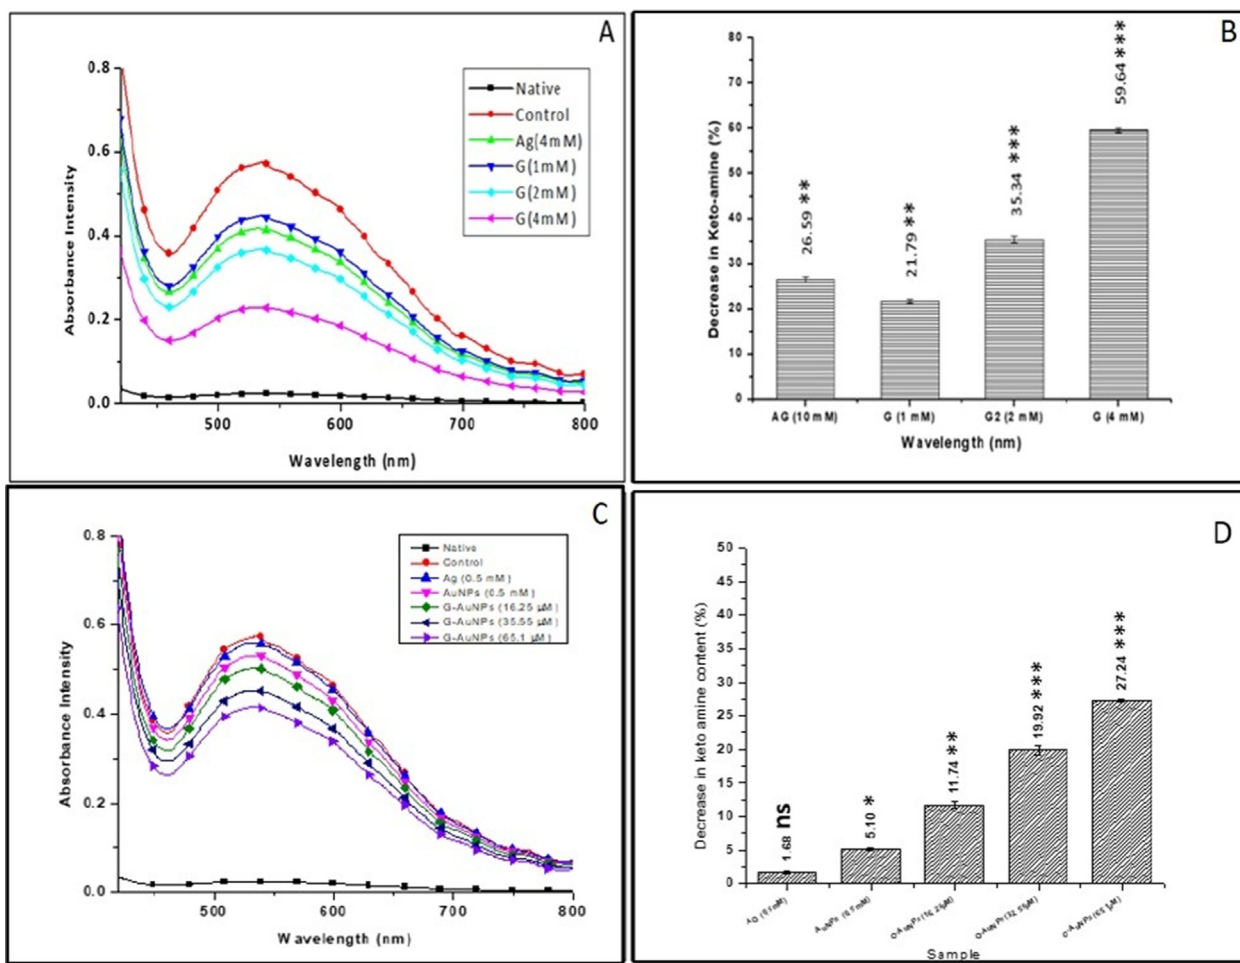 A
0.8
0.6
0.4
0.2
0.0
500
600
700
800
Absorbance Intensity
Wavelength (nm)
Native
Control
Ag(4mM)
G(1mM)
G(2mM)
G(4mM)
B
80
70
60
50
40
30
20
10
0
Decrease in Keto-amine (%)
26.59 **
21.79 **
35.34 ***
59.64 ***
AG (10 mM)
G (1 mM)
G2 (2 mM)
G (4 mM)
Wavelength (nm)
C
0.8
0.6
0.4
0.2
0.0
500
600
700
800
Absorbance Intensity
Wavelength (nm)
Native
Control
Ag (0.5 mM)
AuNPs (0.5 mM)
G-AuNPs (16.25 µM)
G-AuNPs (35.55 µM)
G-AuNPs (65.1 µM)
D
50
45
40
35
30
25
20
15
10
5
0
Decrease in keto amine content (%)
1.68 ns
5.10 *
11.74 **
19.92 ***
27.24 ***
Sample